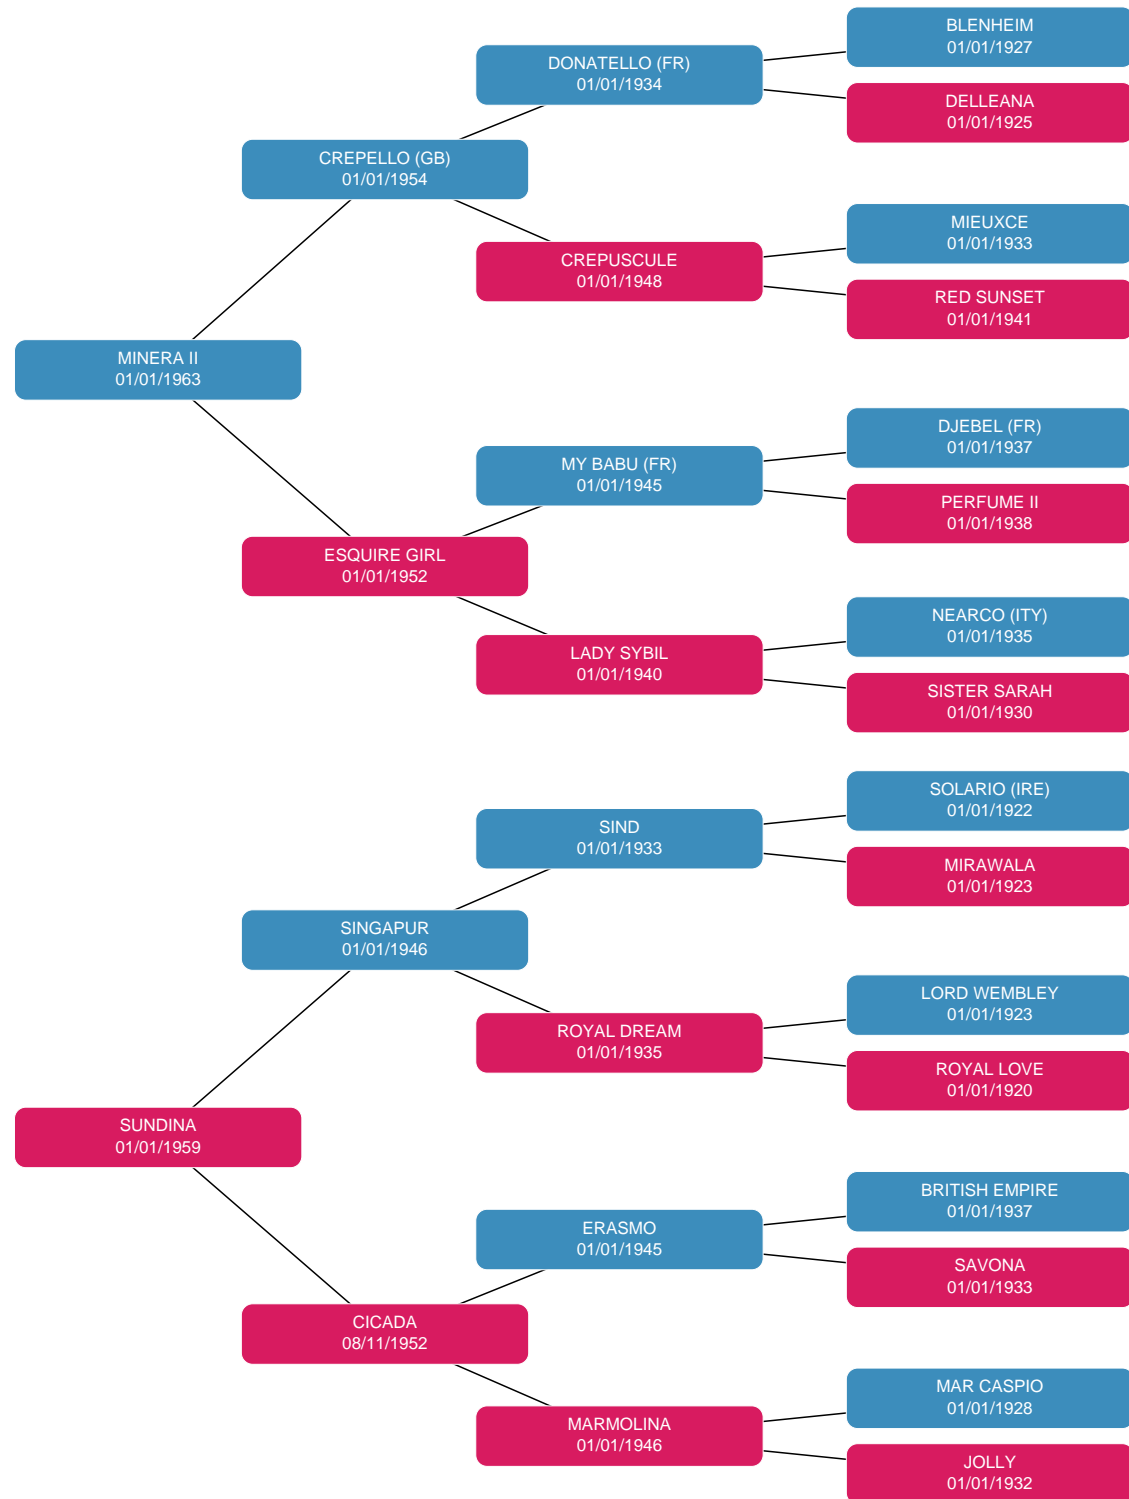 BLENHEIM
01/01/1927
DONATELLO (FR)
01/01/1934
DELLEANA
01/01/1925
CREPELLO (GB)
01/01/1954
MIEUXCE
01/01/1933
CREPUSCULE
01/01/1948
RED SUNSET
01/01/1941
MINERA II
01/01/1963
DJEBEL (FR)
01/01/1937
MY BABU (FR)
01/01/1945
PERFUME II
01/01/1938
ESQUIRE GIRL
01/01/1952
NEARCO (ITY)
01/01/1935
LADY SYBIL
01/01/1940
SISTER SARAH
01/01/1930
SOLARIO (IRE)
01/01/1922
SIND
01/01/1933
MIRAWALA
01/01/1923
SINGAPUR
01/01/1946
LORD WEMBLEY
01/01/1923
ROYAL DREAM
01/01/1935
ROYAL LOVE
01/01/1920
SUNDINA
01/01/1959
BRITISH EMPIRE
01/01/1937
ERASMO
01/01/1945
SAVONA
01/01/1933
CICADA
08/11/1952
MAR CASPIO
01/01/1928
MARMOLINA
01/01/1946
JOLLY
01/01/1932